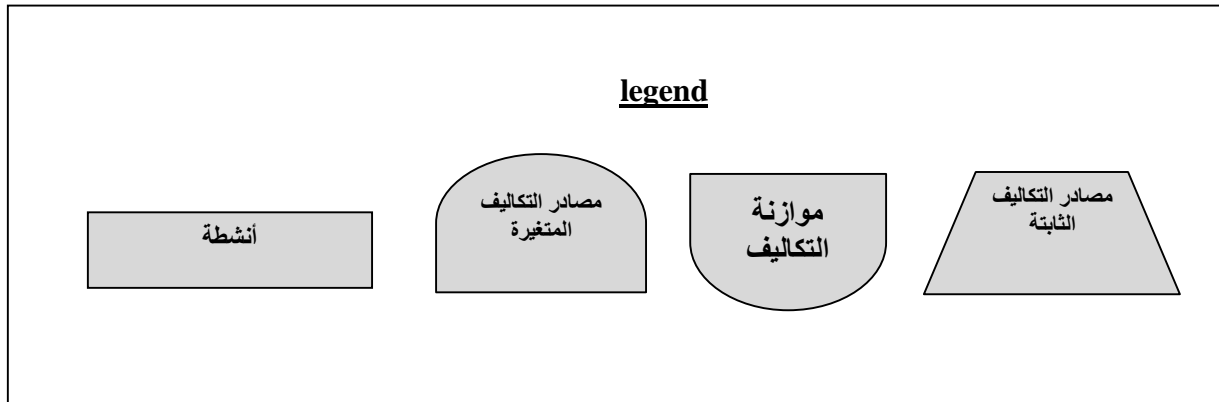 legend
مصادر التكاليف
الثابتة
موازنة
التكاليف
مصادر التكاليف
المتغيرة
أنشطة